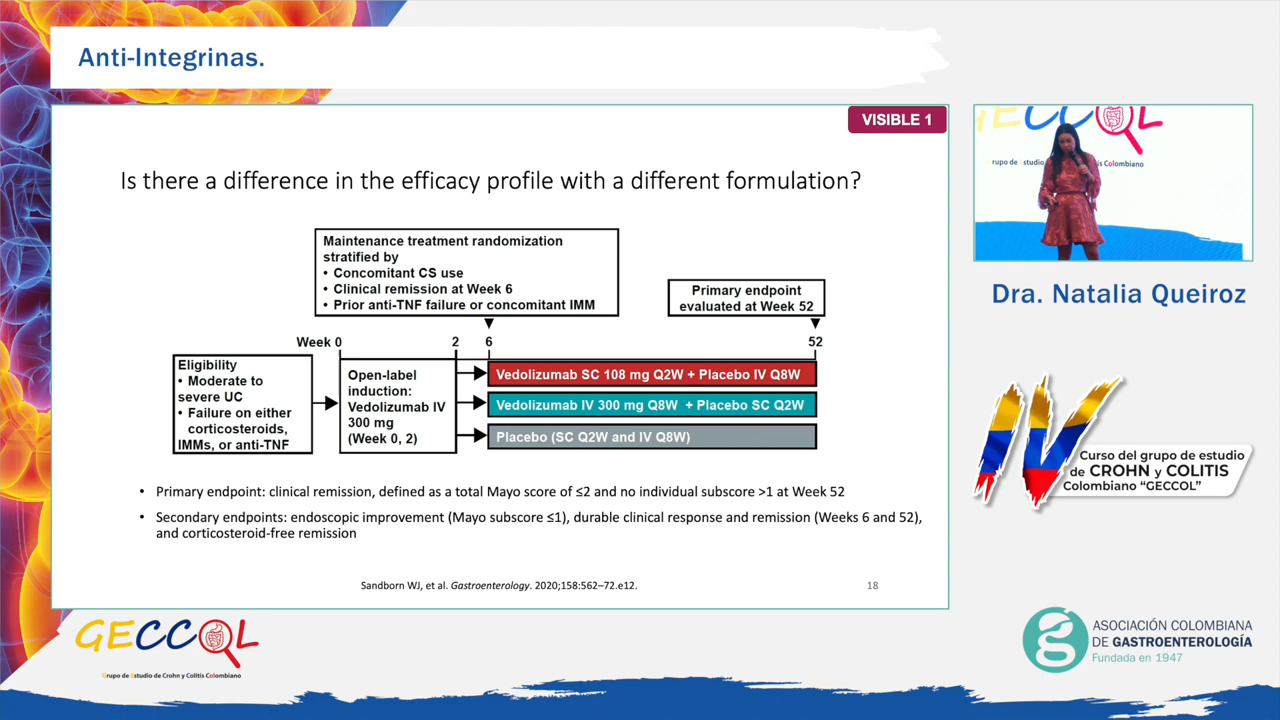 Anti-Integrinas.
VISIBLE 1
Is there a difference in the efficacy profile with a different formulation?
Maintenance treatment randomization
stratified by
• Concomitant CS use
• Clinical remission at Week 6
• Prior anti-TNF failure or concomitant IMM
Primary endpoint
evaluated at Week 52
Week 0
2
6
52
Eligibility
• Moderate to
severe UC
• Failure on either
corticosteroids,
IMMs, or anti-TNF
Open-label
induction:
Vedolizumab IV
300 mg
(Week 0, 2)
Vedolizumab SC 108 mg Q2W + Placebo IV Q8W
Vedolizumab IV 300 mg Q8W + Placebo SC Q2W
Placebo (SC Q2W and IV Q8W)
• Primary endpoint: clinical remission, defined as a total Mayo score of ≤2 and no individual subscore >1 at Week 52
• Secondary endpoints: endoscopic improvement (Mayo subscore ≤1), durable clinical response and remission (Weeks 6 and 52),
and corticosteroid-free remission
Sandborn WJ, et al. Gastroenterology. 2020;158:562–72.e12.
18
GECCOL
rupo de studio
itis Colombiano
Dra. Natalia Queiroz
IV
Curso del grupo de estudio
de CROHN y COLITIS
Colombiano “GECCOL”
GECCOL
Grupo de Estudio de Crohn y Colitis Colombiano
ASOCIACIÓN COLOMBIANA
DE GASTROENTEROLOGÍA
Fundada en 1947